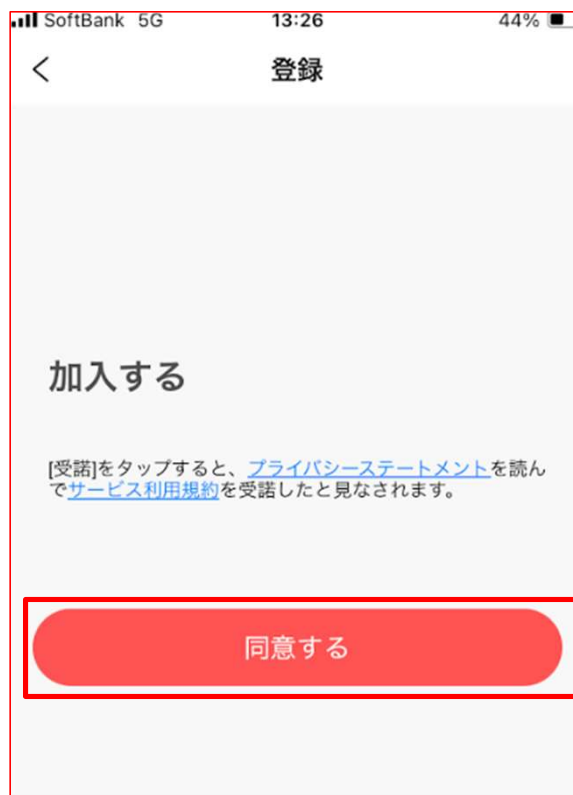 SoftBank 5G 13:26 44%
登録
加入する
[受諾]をタップすると、プライバシーステートメントを読ん
でサービス利用規約を受諾したと見なされます。
同意する